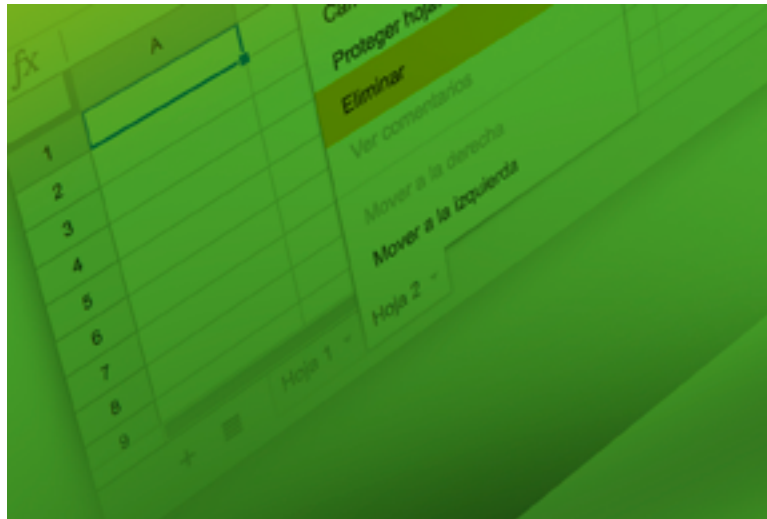 fx
A
1
2
3
4
5
6
7
8
9
Proteger hoja
Eliminar
Ver comentarios
Mover a la derecha
Mover a la izquierda
+
Hoja 1
Hoja 2